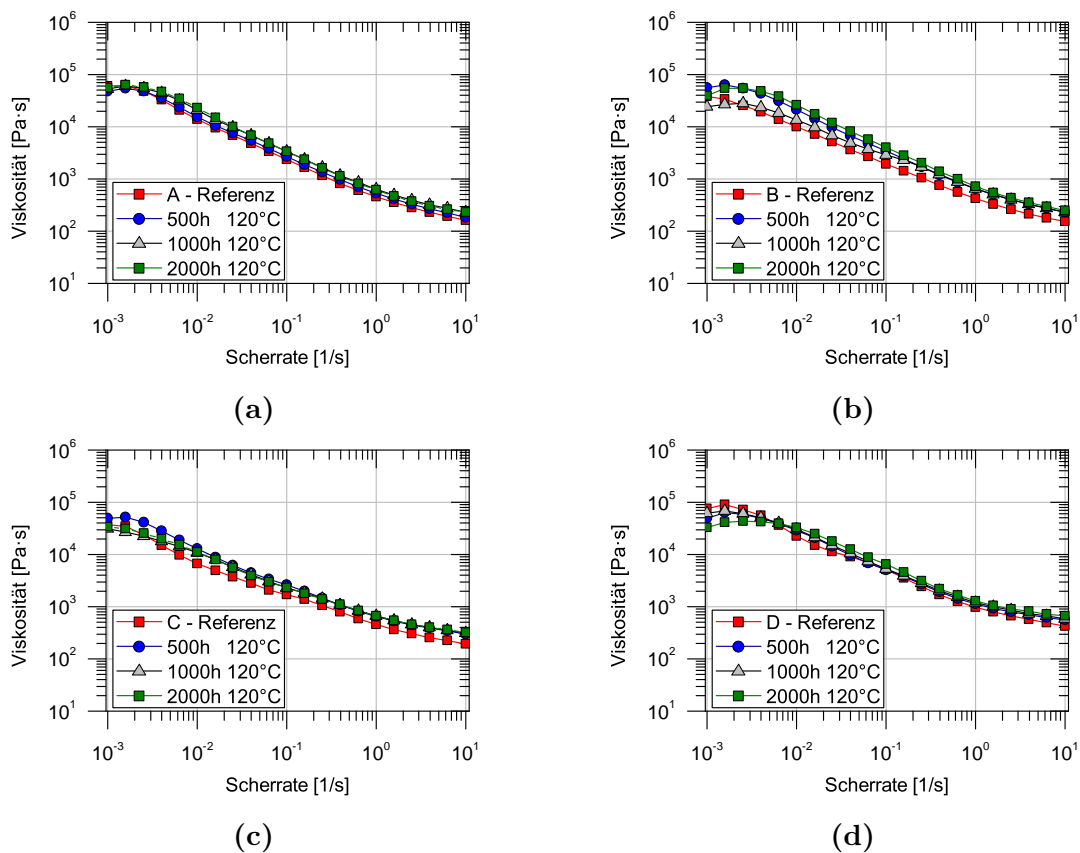 10^6
10^5
10^4
10^3
10^2
10^1
Viskosität [Pa·s]
A - Referenz
500h 120°C
1000h 120°C
2000h 120°C
10^-3
10^-2
10^-1
10^0
10^1
Scherrate [1/s]
(a)
10^6
10^5
10^4
10^3
10^2
10^1
Viskosität [Pa·s]
B - Referenz
500h 120°C
1000h 120°C
2000h 120°C
10^-3
10^-2
10^-1
10^0
10^1
Scherrate [1/s]
(b)
10^6
10^5
10^4
10^3
10^2
10^1
Viskosität [Pa·s]
C - Referenz
500h 120°C
1000h 120°C
2000h 120°C
10^-3
10^-2
10^-1
10^0
10^1
Scherrate [1/s]
(c)
10^6
10^5
10^4
10^3
10^2
10^1
Viskosität [Pa·s]
D - Referenz
500h 120°C
1000h 120°C
2000h 120°C
10^-3
10^-2
10^-1
10^0
10^1
Scherrate [1/s]
(d)